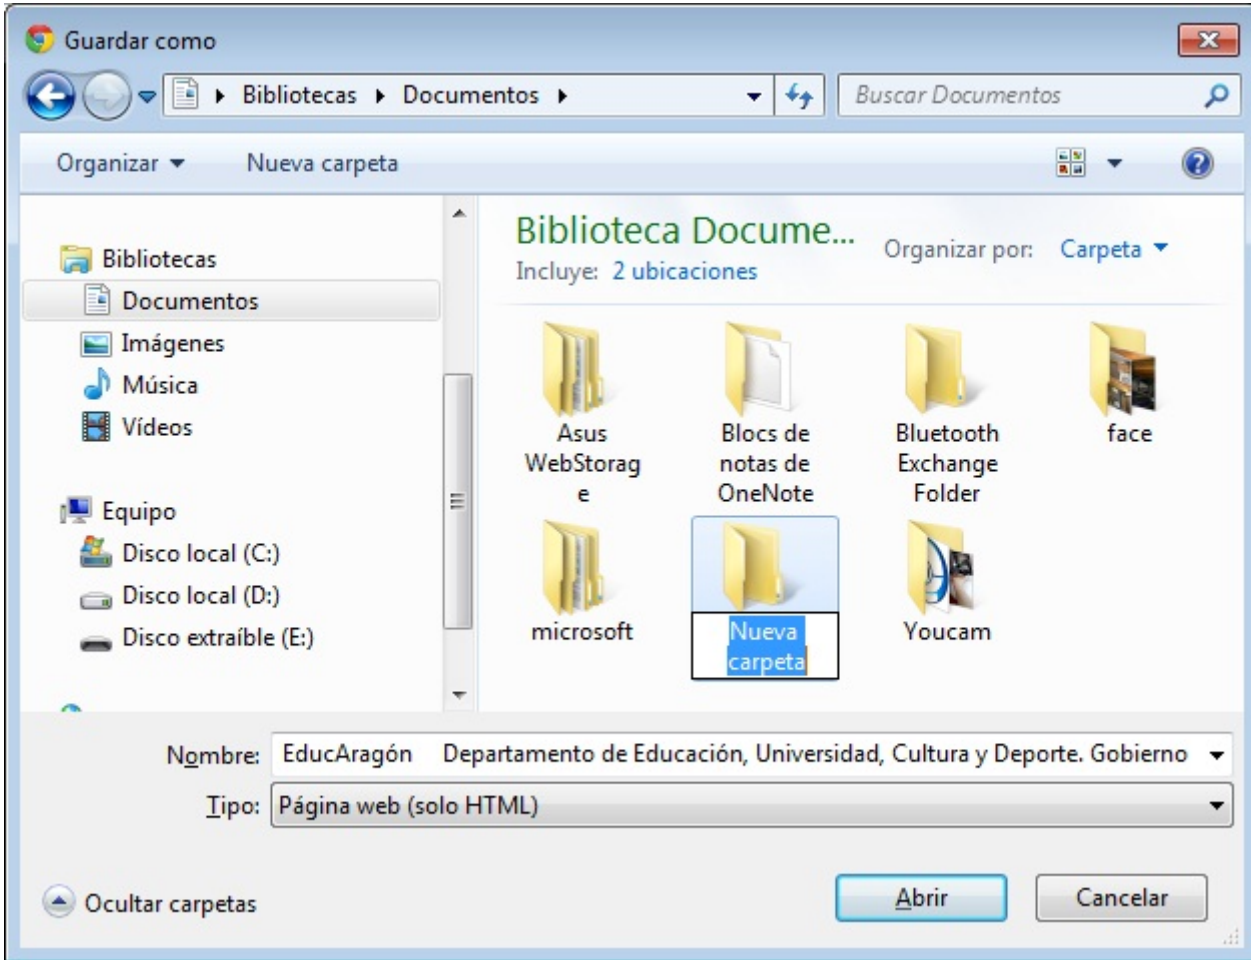 Guardar como
Bibliotecas Documentos
Buscar Documentos
Organizar Nueva carpeta
Bibliotecas
Documentos
Imágenes
Música
Vídeos
Equipo
Disco local (C:)
Disco local (D:)
Disco extraíble (E:)
Biblioteca Docume...
Incluye: 2 ubicaciones
Organizar por: Carpeta
Asus
WebStorag
e
Blocs de
notas de
OneNote
Bluetooth
Exchange
Folder
face
microsoft
Nueva
carpeta
Youcam
Nombre: EducAragón Departamento de Educación, Universidad, Cultura y Deporte. Gobierno
Tipo: Página web (solo HTML)
Ocultar carpetas
Abrir
Cancelar